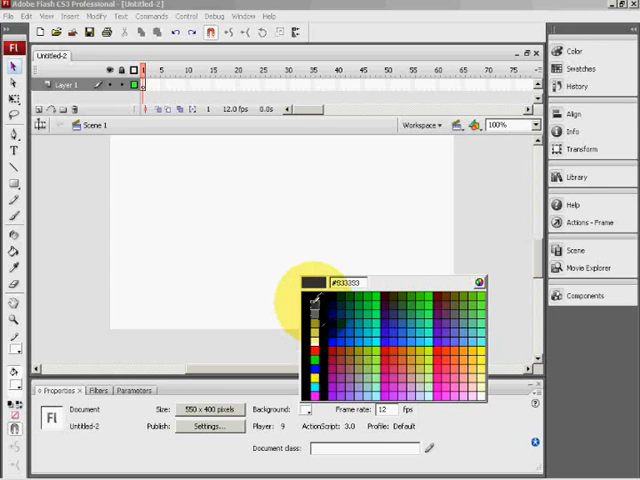 Adobe Flash CS3 Professional - [Untitled-2]
File Edit View Insert Modify Text Commands Control Debug Window Help
Fl
Untitled-2
1 5 10 15 20 25 30 35 40 45 50 55 60 65 70 75
Layer 1
1 12.0 fps 0.0s
Scene 1
Workspace
100%
Color
Swatches
History
Align
Info
Transform
Library
Help
Actions - Frame
Scene
Movie Explorer
Components
#333333
Properties Filters Parameters
Fl
Document Size: 550 x 400 pixels Background: Frame rate: 12 fps
Untitled-2 Publish: Settings... Player: 9 ActionScript: 3.0 Profile: Default
Document class: